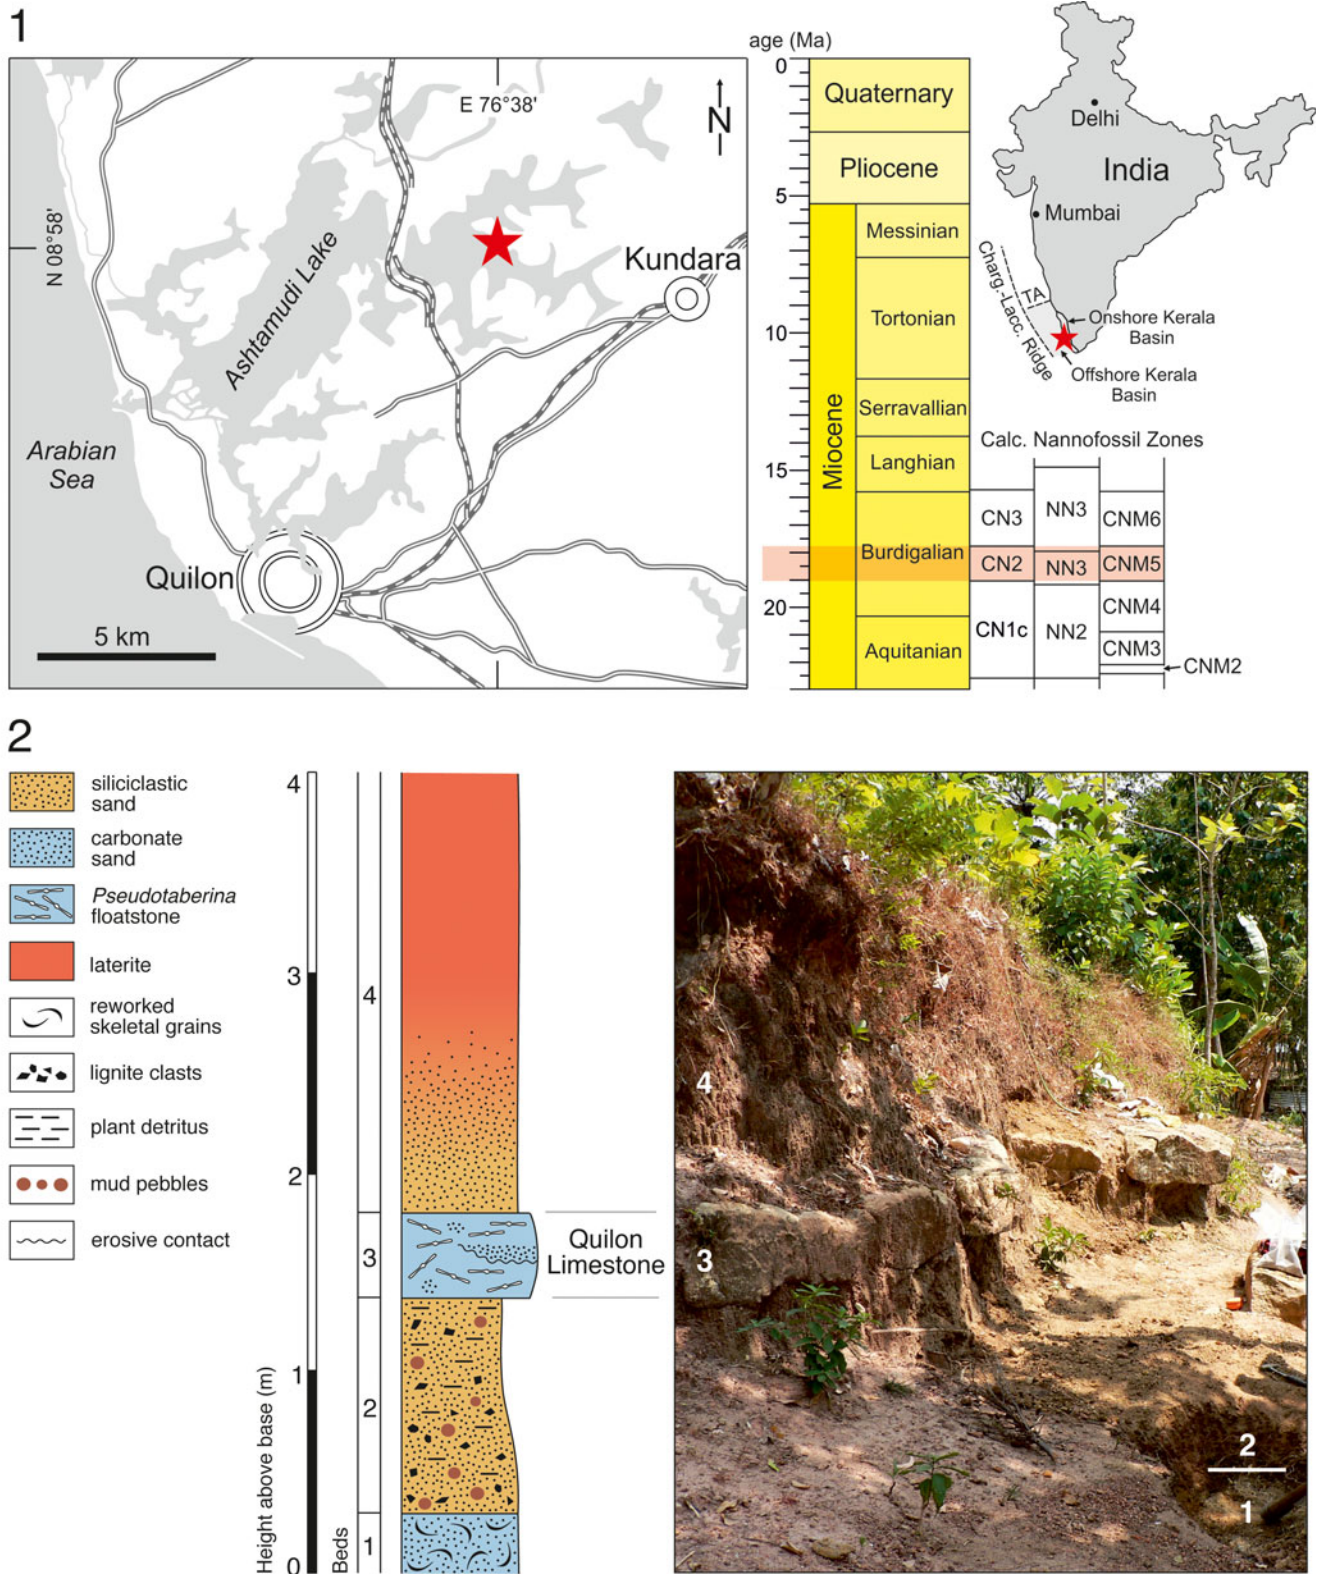 1
E 76°38'
N
N 08°58'
Ashtamudi Lake
Kundara
Arabian
Sea
Quilon
5 km
age (Ma)
0
5
10
15
20
Quaternary
Pliocene
Miocene
Messinian
Tortonian
Serravallian
Langhian
Burdigalian
Aquitanian
Delhi
India
Mumbai
Charg.-Lacc. Ridge
TA
Onshore Kerala
Basin
Offshore Kerala
Basin
Calc. Nannofossil Zones
CN3
NN3
CNM6
CN2
NN3
CNM5
CN1c
NN2
CNM4
CNM3
CNM2
2
siliciclastic
sand
carbonate
sand
Pseudotaberina
floatstone
laterite
reworked
skeletal grains
lignite clasts
plant detritus
mud pebbles
erosive contact
Height above base (m)
4
3
2
1
0
Beds
4
3
2
1
Quilon
Limestone
4
3
2
1